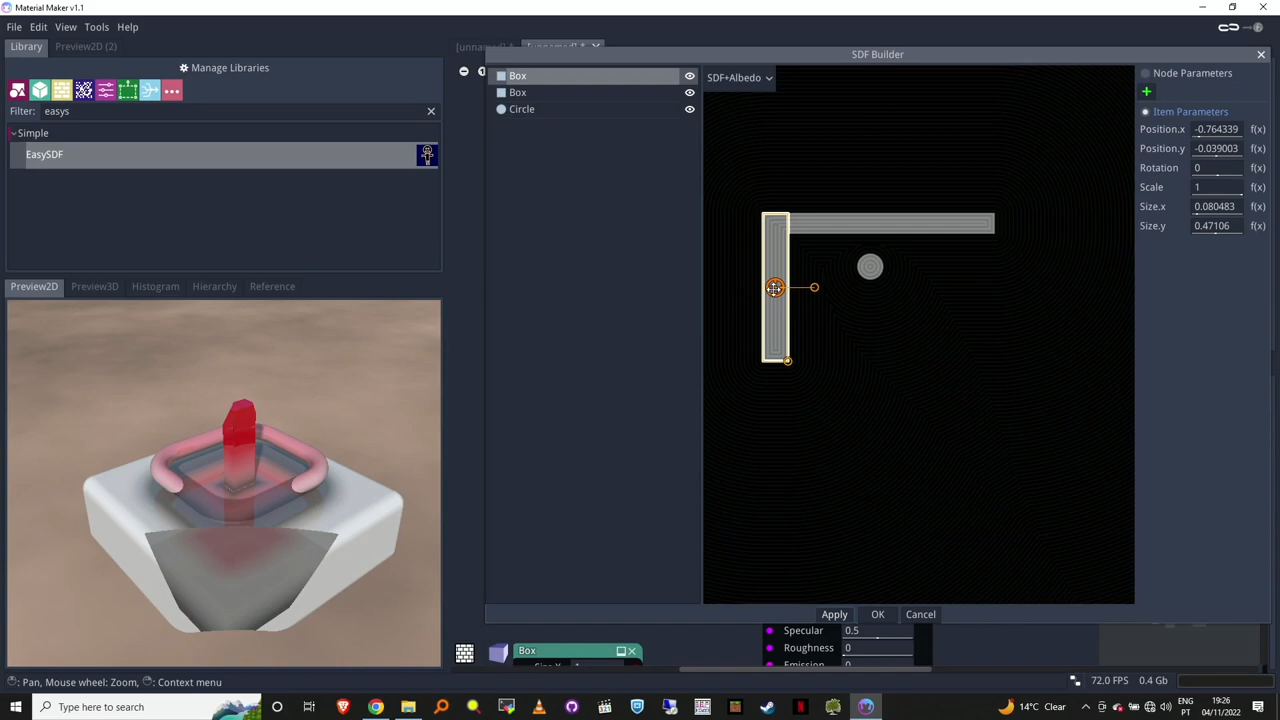 Material Maker v1.1
File Edit View Tools Help
Library Preview2D (2)
Manage Libraries
Filter: easys
Simple
EasySDF
Preview2D Preview3D Histogram Hierarchy Reference
[unnamed] *
SDF Builder
Box
Box
Circle
SDF+Albedo
Node Parameters
Item Parameters
Position.x -0.764339 f(x)
Position.y -0.039003 f(x)
Rotation 0 f(x)
Scale 1 f(x)
Size.x 0.080483 f(x)
Size.y 0.47106 f(x)
Apply OK Cancel
Box
Specular 0.5
Roughness 0
: Pan, Mouse wheel: Zoom, : Context menu
72.0 FPS 0.4 Gb
Type here to search
14°C Clear
ENG
PT
19:26
04/11/2022